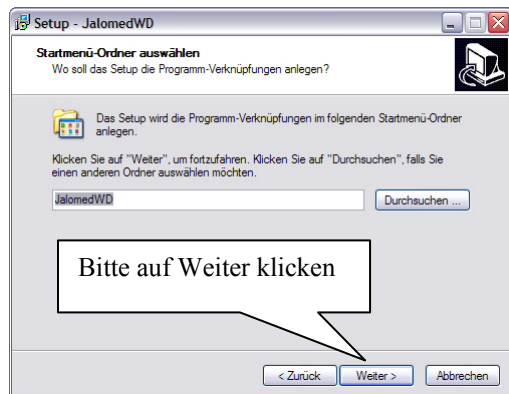 Setup - JalomedWD
Startmenü-Ordner auswählen
Wo soll das Setup die Programm-Verknüpfungen anlegen?
Das Setup wird die Programm-Verknüpfungen im folgenden Startmenü-Ordner
anlegen.
Klicken Sie auf "Weiter", um fortzufahren. Klicken Sie auf "Durchsuchen", falls Sie
einen anderen Ordner auswählen möchten.
JalomedWD
Durchsuchen ...
Bitte auf Weiter klicken
< Zurück
Weiter >
Abbrechen